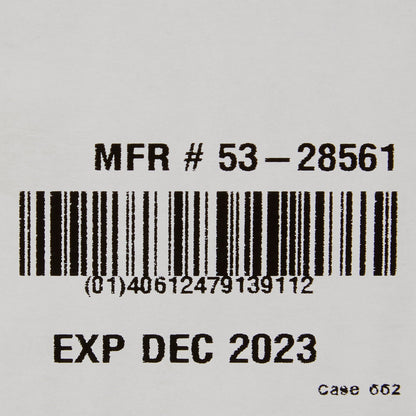 MFR # 53-28561
(01)40612479139112
EXP DEC 2023
Case 662